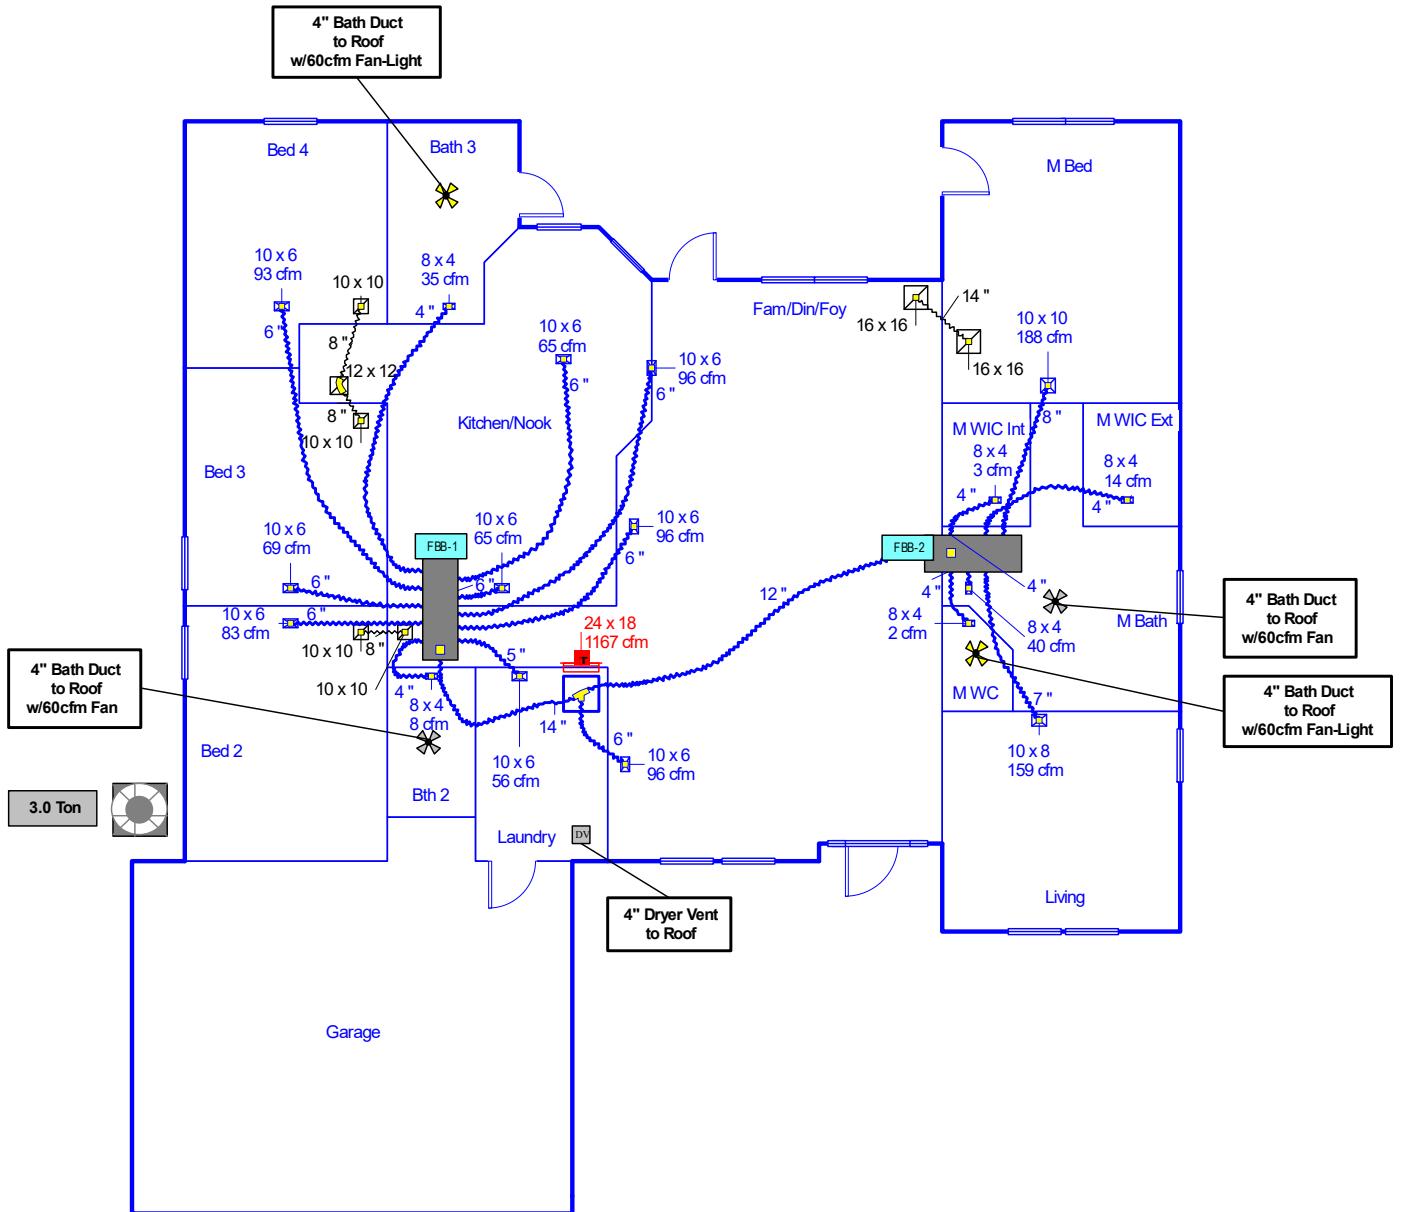 4" Bath Duct
to Roof
w/60cfm Fan-Light
Bed 4
Bath 3
M Bed
10 x 6
93 cfm
10 x 10
8 x 4
35 cfm
4 "
6 "
8 "
12 x 12
8 "
10 x 10
10 x 6
65 cfm
6 "
10 x 6
96 cfm
6 "
Fam/Din/Foy
14 "
16 x 16
16 x 16
10 x 10
188 cfm
8 "
Kitchen/Nook
M WIC Int
8 x 4
3 cfm
4 "
M WIC Ext
8 x 4
14 cfm
4 "
Bed 3
10 x 6
69 cfm
6 "
10 x 6
65 cfm
6 "
10 x 6
96 cfm
6 "
FBB-1
FBB-2
10 x 6
83 cfm
6 "
10 x 10
8 "
10 x 10
12 "
4 "
4 "
8 x 4
2 cfm
8 x 4
40 cfm
M Bath
4" Bath Duct
to Roof
w/60cfm Fan
24 x 18
1167 cfm
T
5 "
4 "
8 x 4
8 cfm
14 "
4" Bath Duct
to Roof
w/60cfm Fan
M WC
7 "
4" Bath Duct
to Roof
w/60cfm Fan-Light
Bed 2
10 x 6
56 cfm
6 "
10 x 6
96 cfm
10 x 8
159 cfm
3.0 Ton
Bth 2
Laundry
DV
4" Dryer Vent
to Roof
Living
Garage